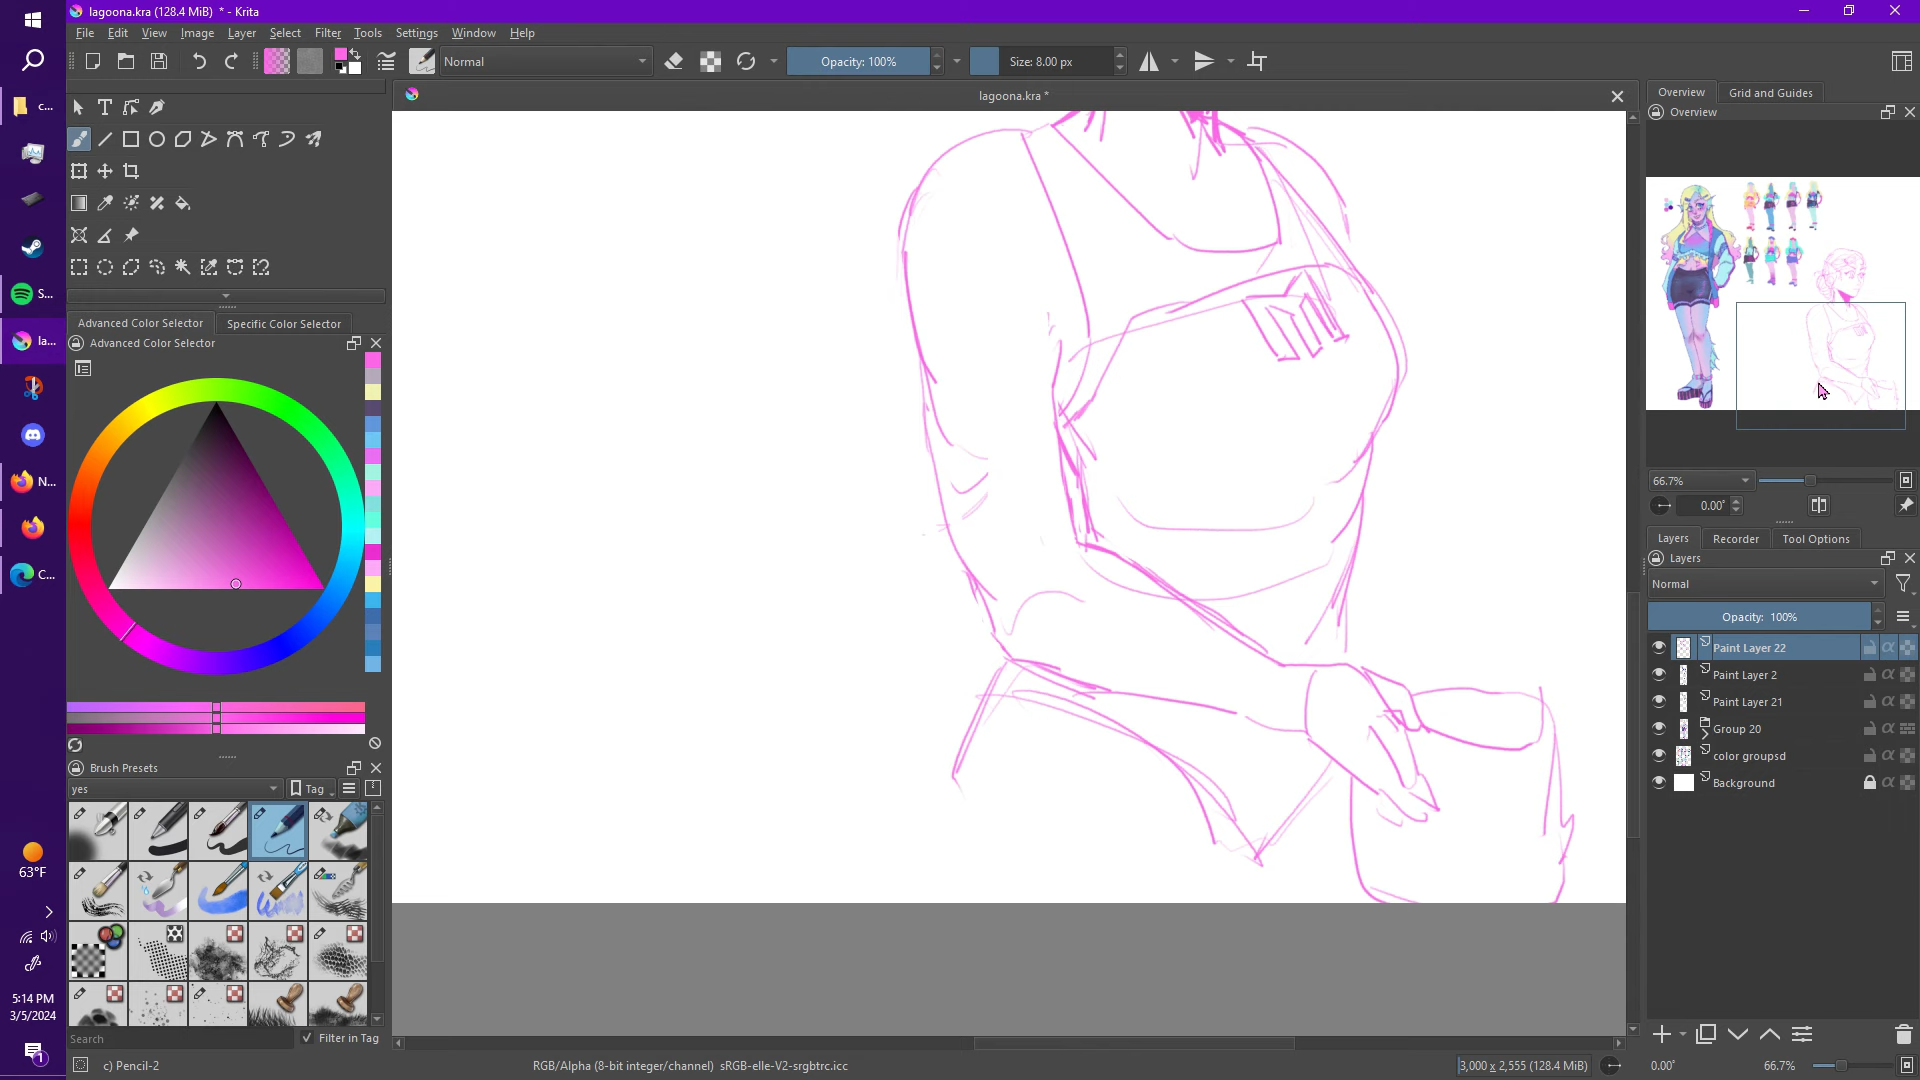 lagoona.kra (128.4 MiB) * - Krita
File Edit View Image Layer Select Filter Tools Settings Window Help
Normal
Opacity: 100%
Size: 8.00 px
lagoona.kra *
Overview Grid and Guides
Overview
c...
S...
la...
N...
C...
Advanced Color Selector Specific Color Selector
Advanced Color Selector
66.7%
0.00°
Layers Recorder Tool Options
Layers
Normal
Opacity: 100%
Paint Layer 22
Paint Layer 2
Paint Layer 21
Group 20
color groupsd
Background
Brush Presets
yes
Tag
63°F
5:14 PM
3/5/2024
1
Search
Filter in Tag
c) Pencil-2
RGB/Alpha (8-bit integer/channel) sRGB-elle-V2-srgbtrc.icc
3,000 x 2,555 (128.4 MiB)
0.00°
66.7%